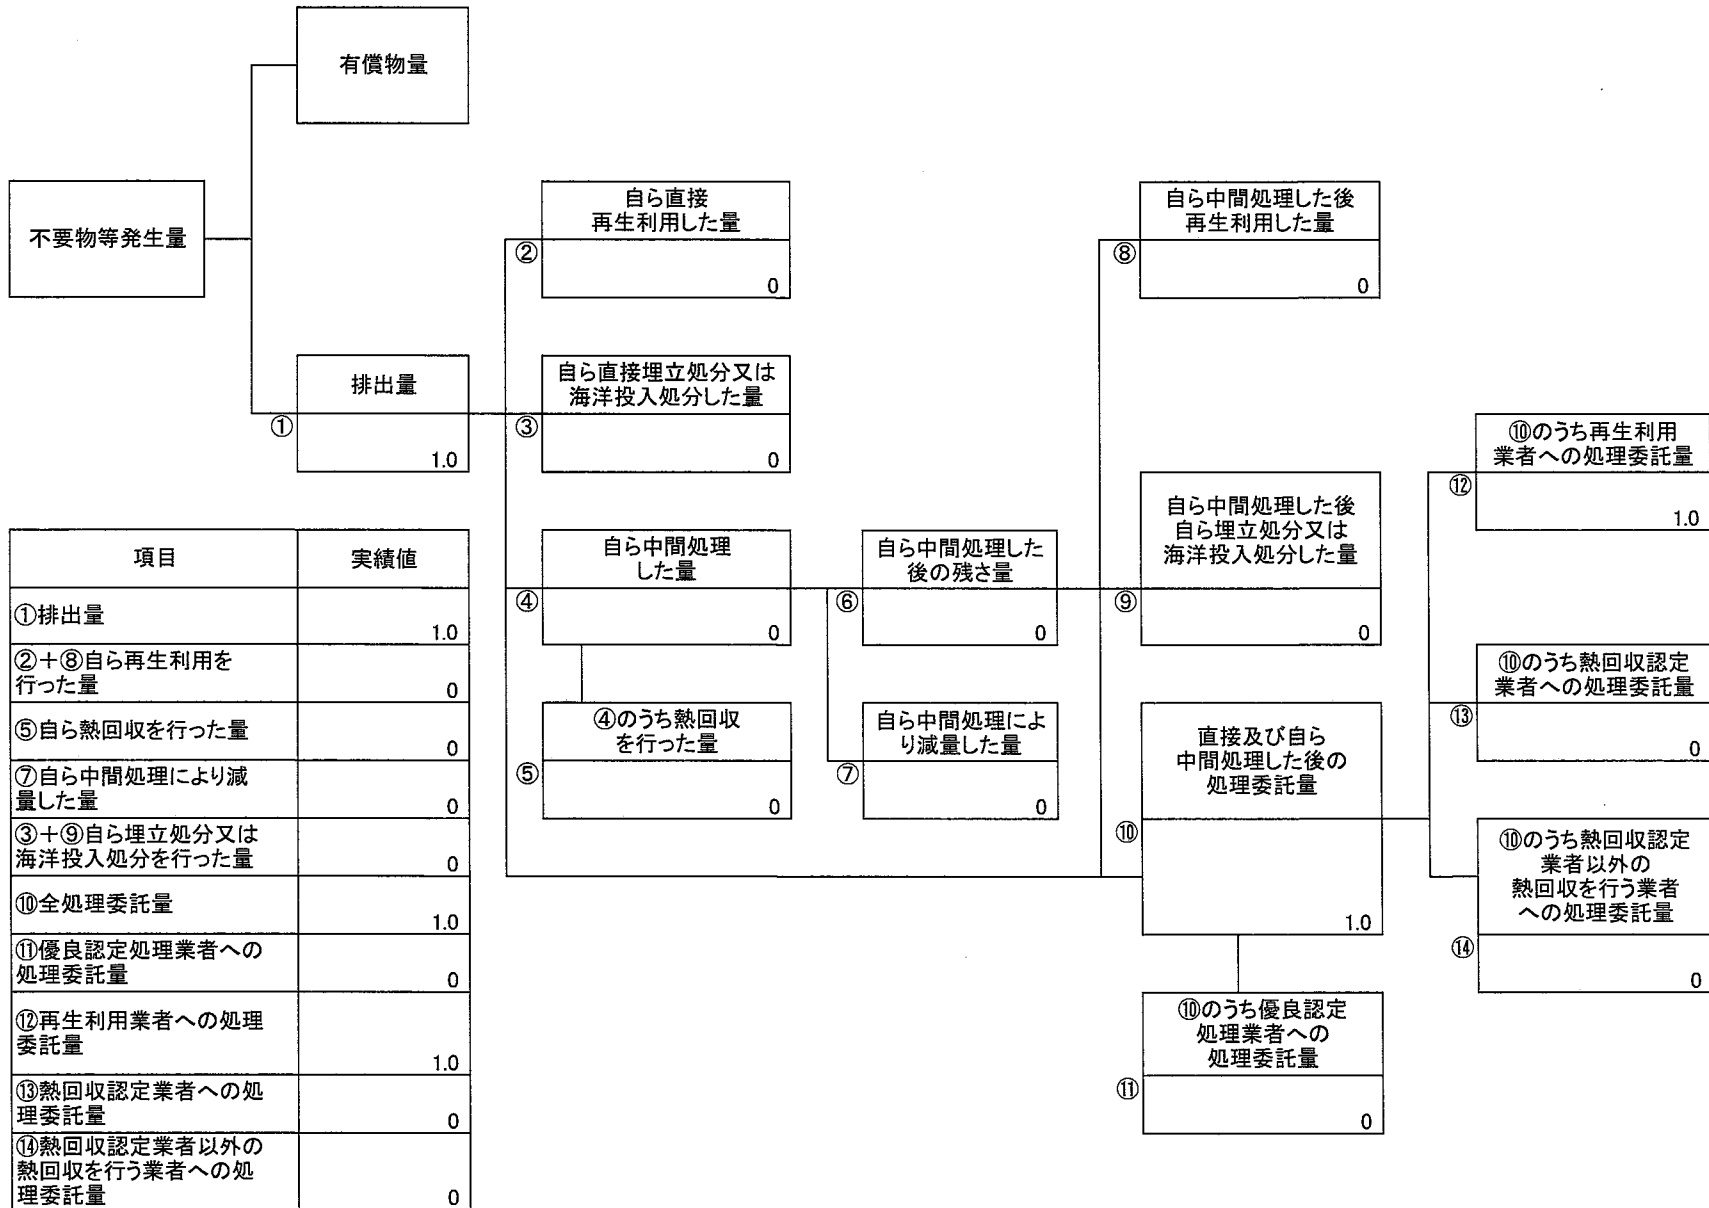 有償物量
不要物等発生量
自ら直接
再生利用した量
②
0
自ら中間処理した後
再生利用した量
⑧
0
排出量
①
1.0
自ら直接埋立処分又は
海洋投入処分した量
③
0
⑩のうち再生利用
業者への処理委託量
⑫
1.0
自ら中間処理
した量
④
0
自ら中間処理した
後の残さ量
⑥
0
自ら中間処理した後
自ら埋立処分又は
海洋投入処分した量
⑨
0
⑩のうち熱回収認定
業者への処理委託量
⑬
0
④のうち熱回収
を行った量
⑤
0
自ら中間処理によ
り減量した量
⑦
0
直接及び自ら
中間処理した後の
処理委託量
⑩
1.0
⑩のうち熱回収認定
業者以外の
熱回収を行う業者
への処理委託量
⑭
0
⑩のうち優良認定
処理業者への
処理委託量
⑪
0
項目 実績値
①排出量
1.0
②+⑧自ら再生利用を
行った量
0
⑤自ら熱回収を行った量
0
⑦自ら中間処理により減
量した量
0
③+⑨自ら埋立処分又は
海洋投入処分を行った量
0
⑩全処理委託量
1.0
⑪優良認定処理業者への
処理委託量
0
⑫再生利用業者への処理
委託量
1.0
⑬熱回収認定業者への処
理委託量
0
⑭熱回収認定業者以外の
熱回収を行う業者への処
理委託量
0